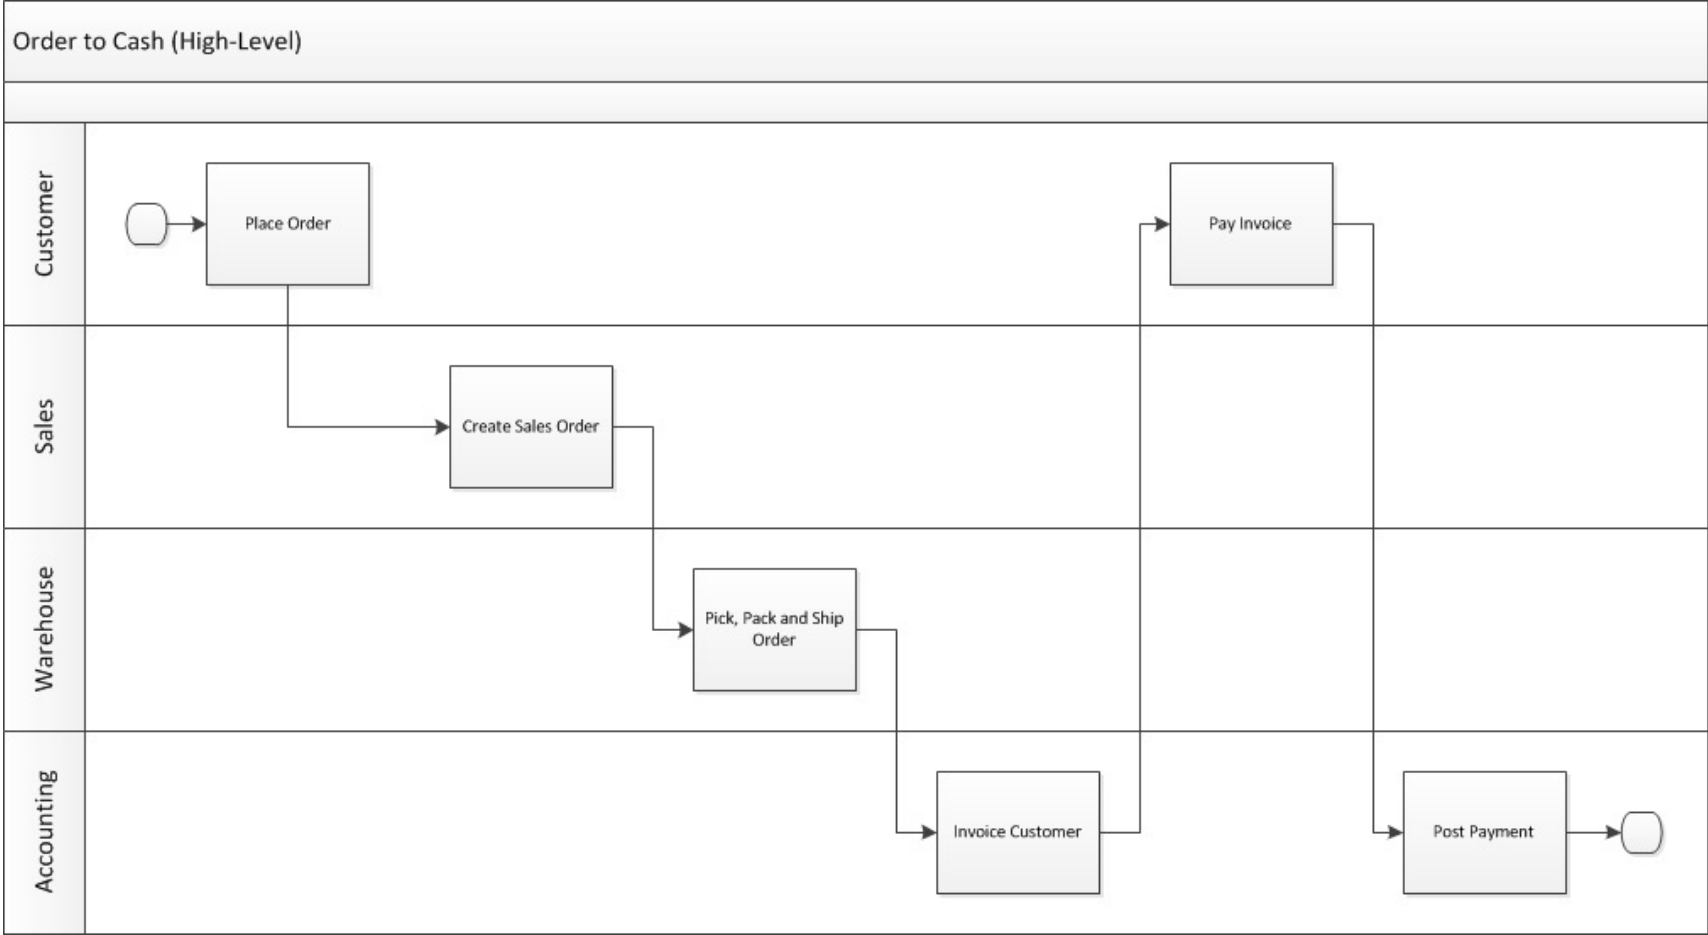 Order to Cash (High-Level)
Customer
Place Order
Pay Invoice
Sales
Create Sales Order
Warehouse
Pick, Pack and Ship
Order
Accounting
Invoice Customer
Post Payment